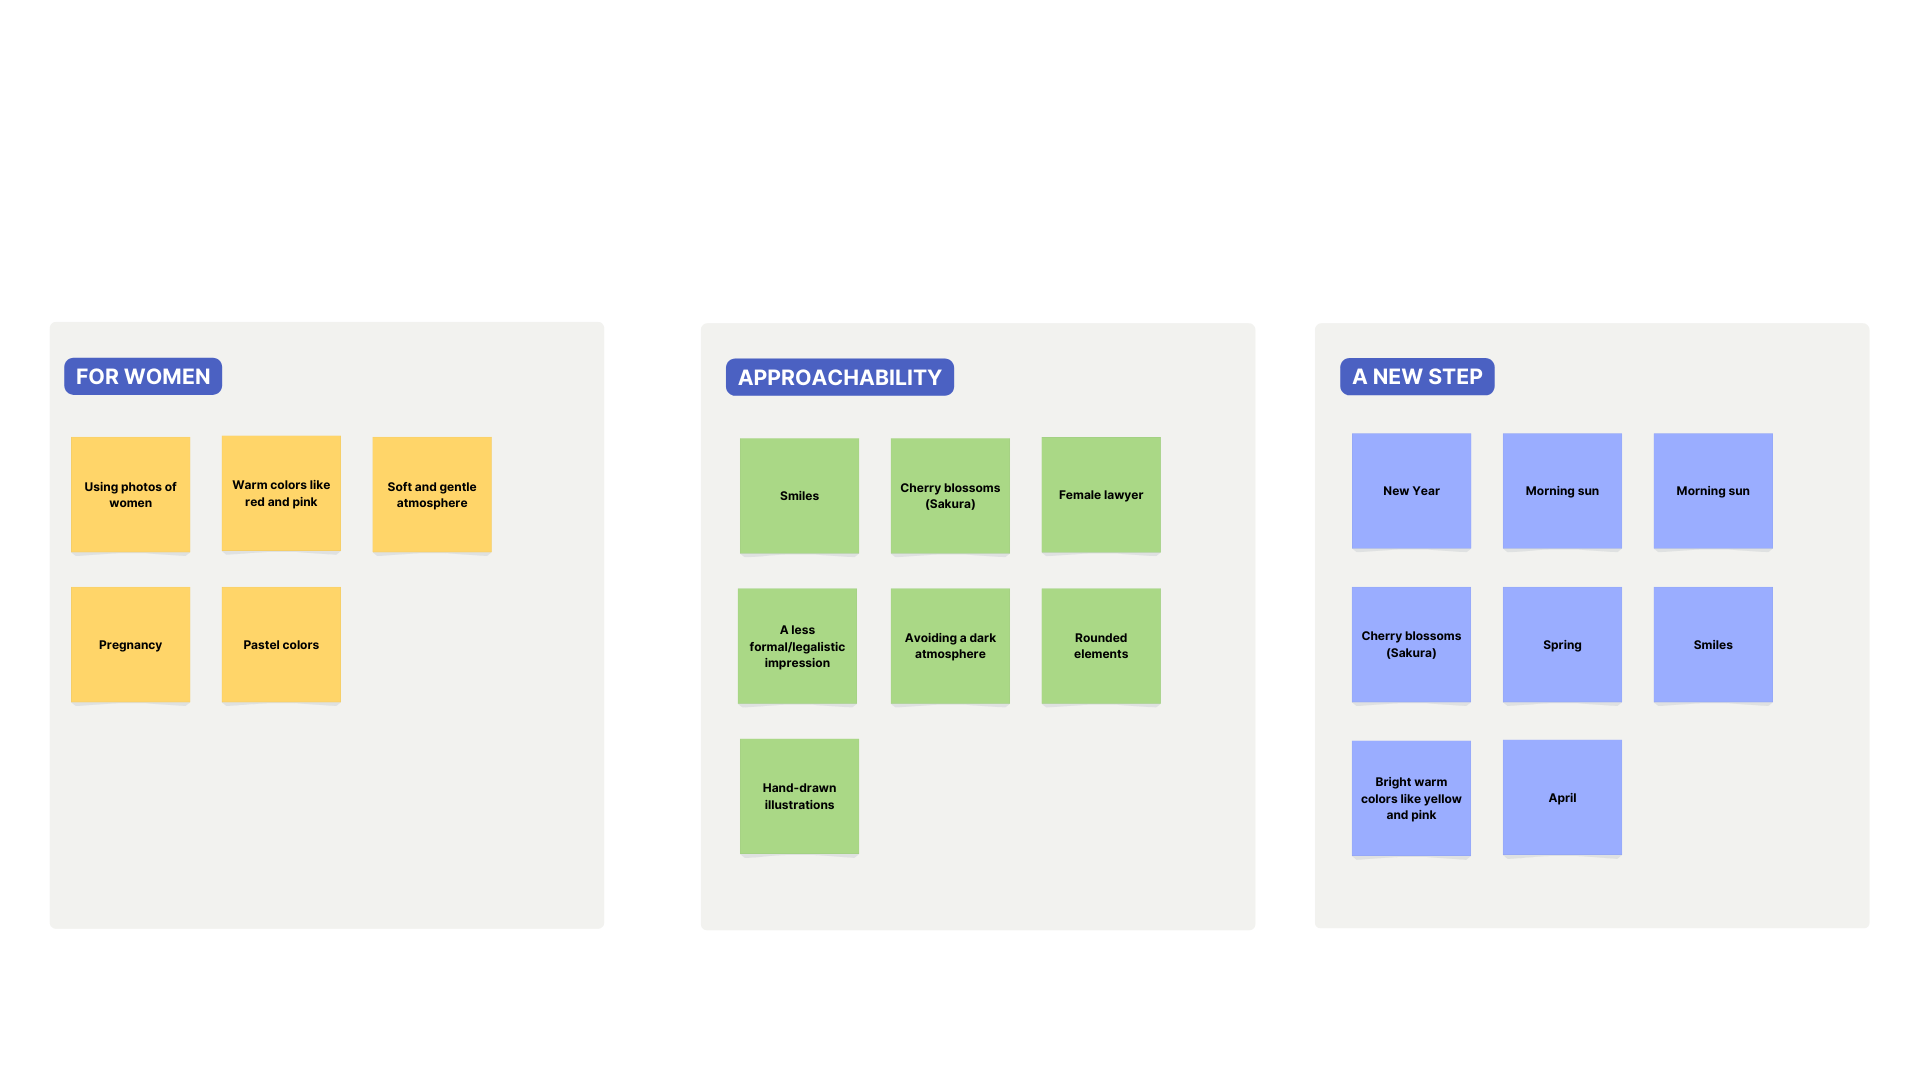 FOR WOMEN
Using photos of
women
Warm colors like
red and pink
Soft and gentle
atmosphere
Pregnancy
Pastel colors
APPROACHABILITY
Smiles
Cherry blossoms
(Sakura)
Female lawyer
A less
formal/legalistic
impression
Avoiding a dark
atmosphere
Rounded
elements
Hand-drawn
illustrations
A NEW STEP
New Year
Morning sun
Morning sun
Cherry blossoms
(Sakura)
Spring
Smiles
Bright warm
colors like yellow
and pink
April